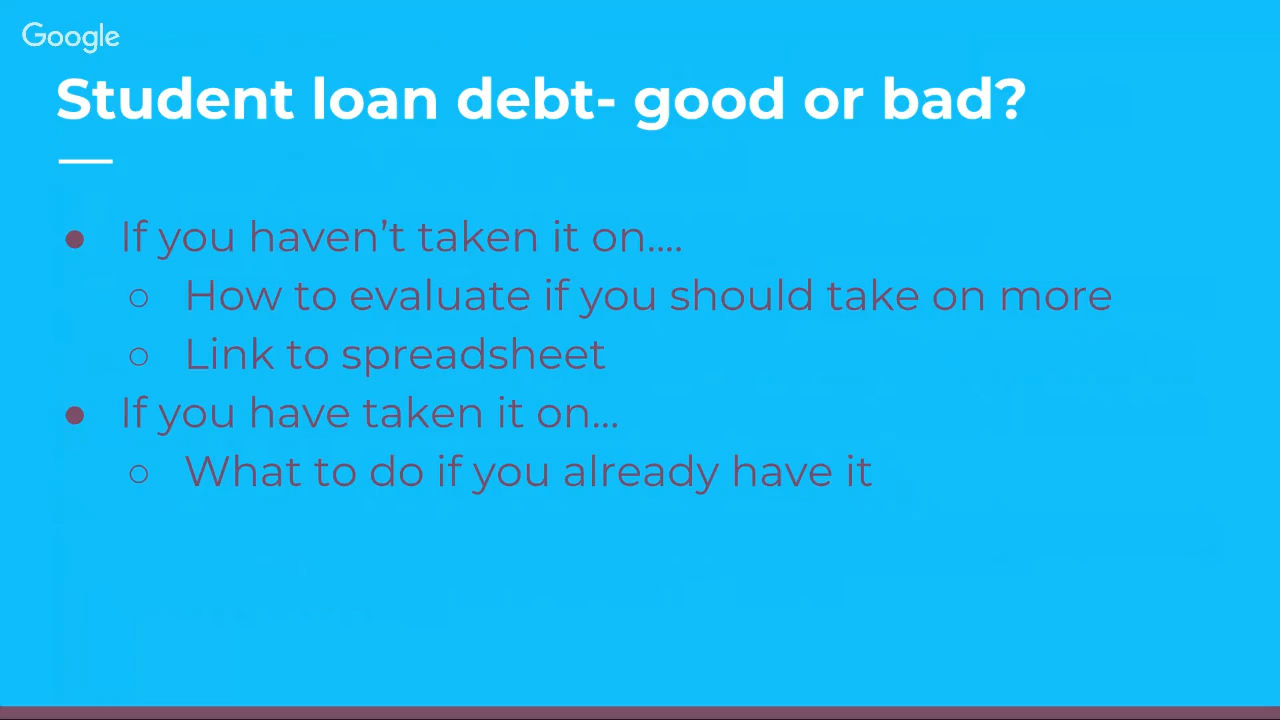 Google
Student loan debt- good or bad?
● If you haven't taken it on....
○ How to evaluate if you should take on more
○ Link to spreadsheet
● If you have taken it on...
○ What to do if you already have it